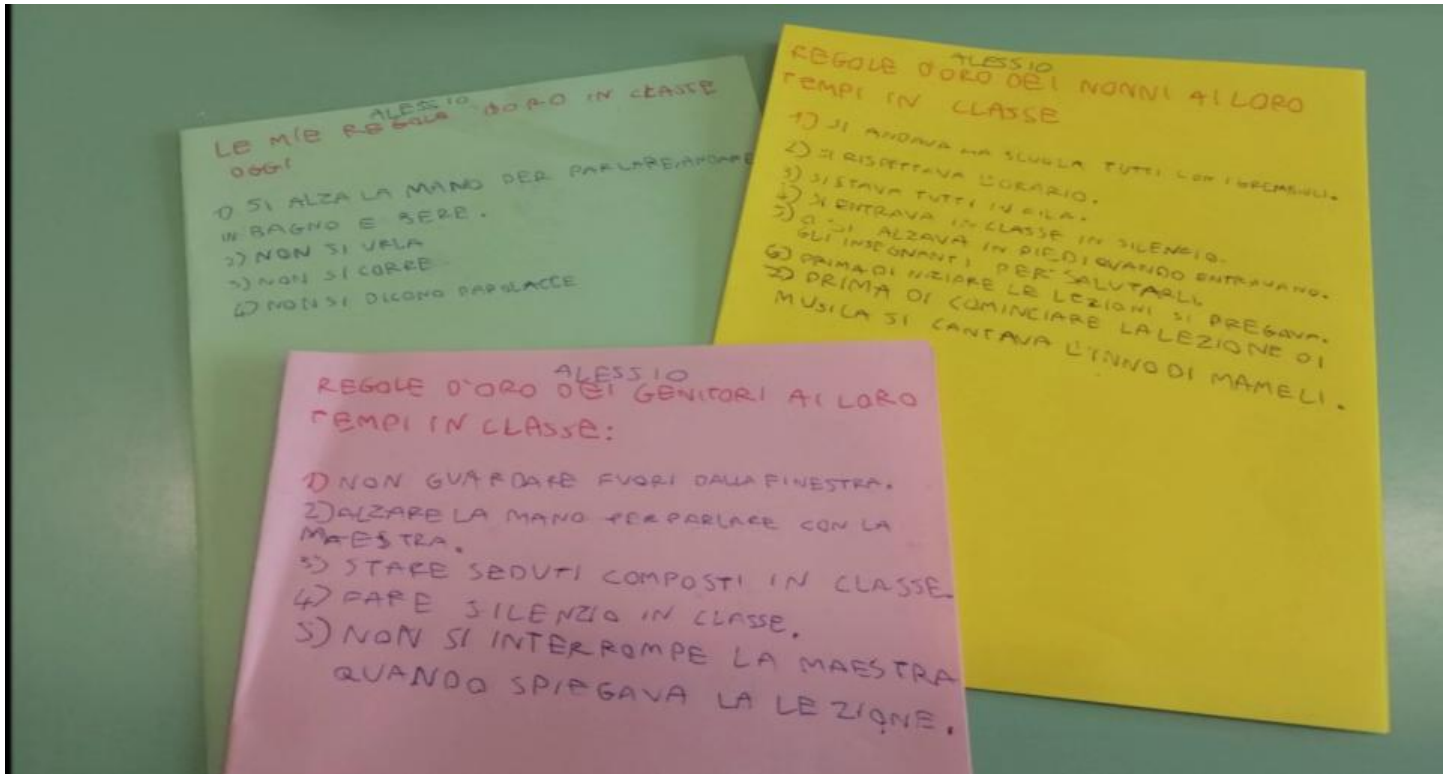 ALESSIO
LE MIE REGOLE D'ORO IN CLASSE
OGGI
1) SI ALZA LA MANO PER PARLARE, ANDARE
IN BAGNO E BERE.
2) NON SI URLA
3) NON SI CORRE
4) NON SI DICONO PAROLACCE
ALESSIO
REGOLE D'ORO DEI NONNI AI LORO
TEMPI IN CLASSE
1) SI ANDAVA A SCUOLA TUTTI CON I GREMBIULI.
2) SI RISPETTAVA L'ORARIO.
3) SI STAVA TUTTI IN FILA.
4) SI ENTRAVA IN CLASSE IN SILENZIO.
5) CI SI ALZAVA IN PIEDI QUANDO ENTRAVANO.
GLI INSEGNANTI PER SALUTARLI.
6) PRIMA DI INIZIARE LE LEZIONI SI PREGAVA.
7) PRIMA DI COMINCIARE LA LEZIONE DI
MUSICA SI CANTAVA L'INNO DI MAMELI.
ALESSIO
REGOLE D'ORO DEI GENITORI AI LORO
TEMPI IN CLASSE:
1) NON GUARDARE FUORI DALLA FINESTRA.
2) ALZARE LA MANO PER PARLARE CON LA
MAESTRA.
3) STARE SEDUTI COMPOSTI IN CLASSE.
4) FARE SILENZIO IN CLASSE.
5) NON SI INTERROMPE LA MAESTRA
QUANDO SPIEGAVA LA LEZIONE.